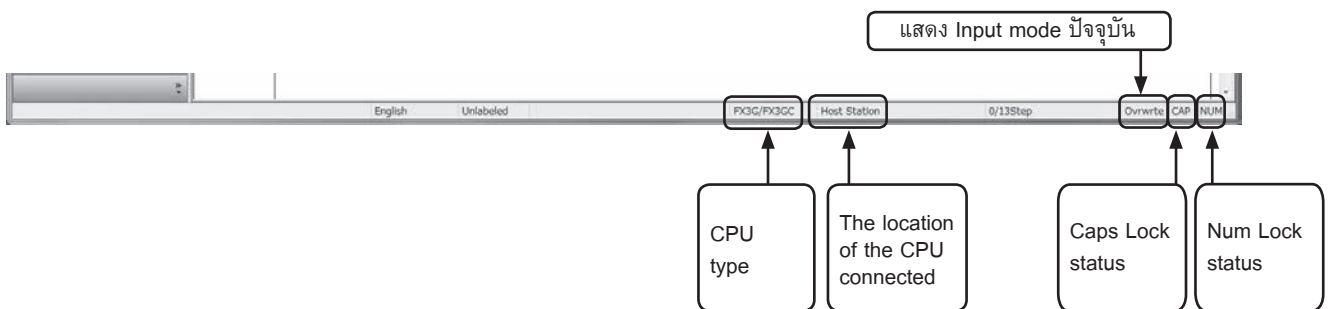 แสดง Input mode ปัจจุบัน
English Unlabeled FX3G/FX3GC Host Station 0/13Step Ovrwrte CAP NUM
CPU
type
The location
of the CPU
connected
Caps Lock
status
Num Lock
status